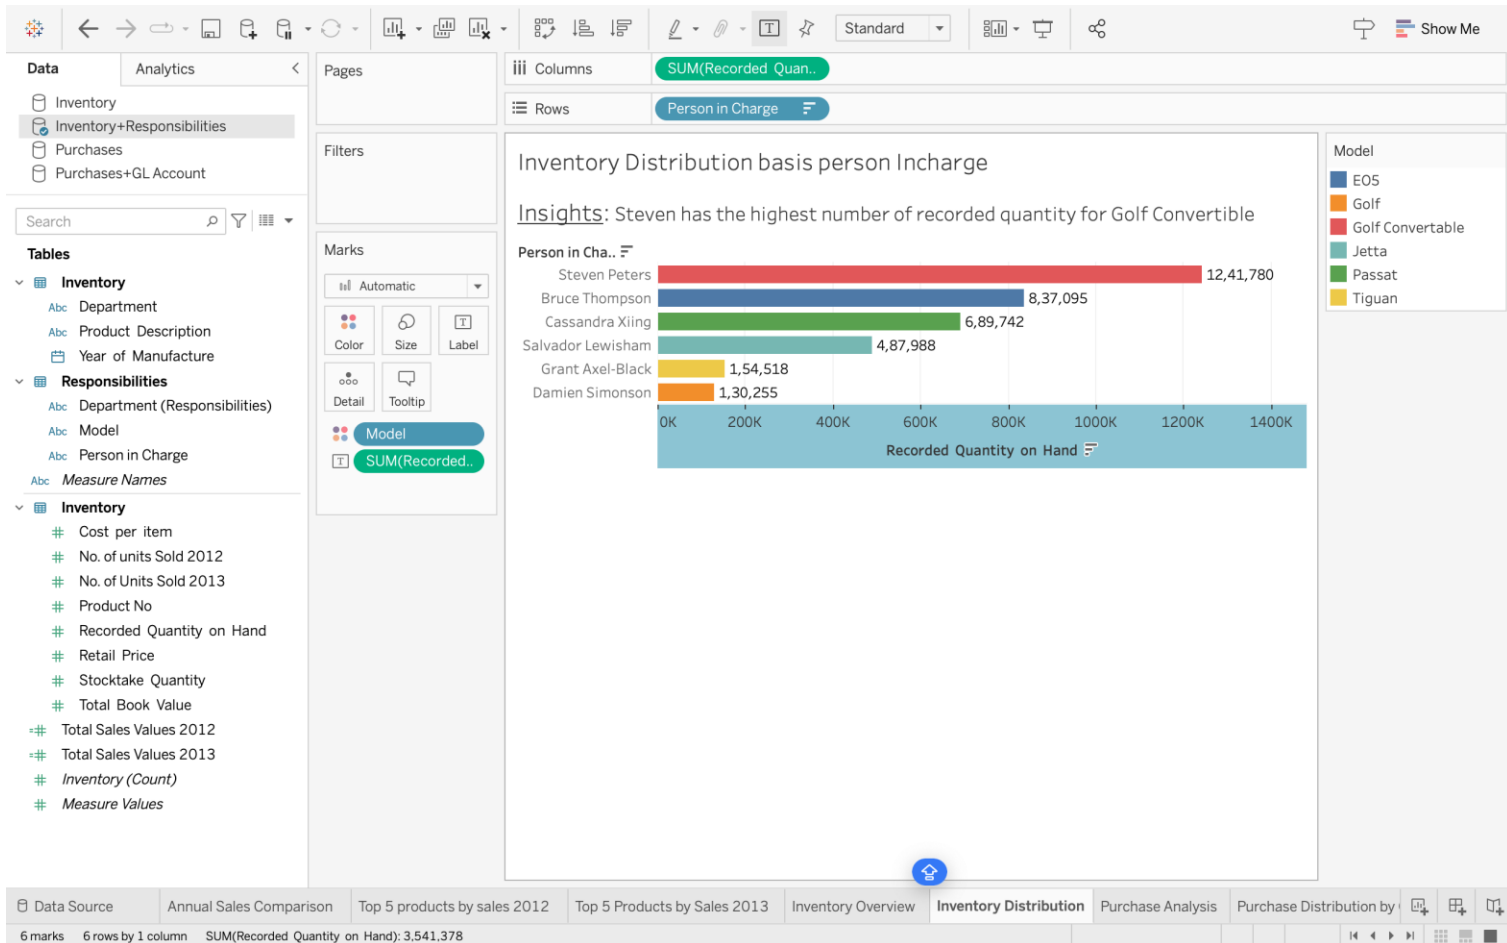 Standard
Show Me
Data
Analytics
Inventory
Inventory+Responsibilities
Purchases
Purchases+GL Account
Search
Tables
Inventory
Abc Department
Abc Product Description
Year of Manufacture
Responsibilities
Abc Department (Responsibilities)
Abc Model
Abc Person in Charge
Abc Measure Names
Inventory
# Cost per item
# No. of units Sold 2012
# No. of Units Sold 2013
# Product No
# Recorded Quantity on Hand
# Retail Price
# Stocktake Quantity
# Total Book Value
=# Total Sales Values 2012
=# Total Sales Values 2013
# Inventory (Count)
# Measure Values
Pages
Filters
Marks
Automatic
Color
Size
T
Label
Detail
Tooltip
Model
T SUM(Recorded..
Columns
SUM(Recorded Quan..
Rows
Person in Charge
Inventory Distribution basis person Incharge
Insights: Steven has the highest number of recorded quantity for Golf Convertible
Person in Cha..
Steven Peters 12,41,780
Bruce Thompson 8,37,095
Cassandra Xiing 6,89,742
Salvador Lewisham 4,87,988
Grant Axel-Black 1,54,518
Damien Simonson 1,30,255
0K 200K 400K 600K 800K 1000K 1200K 1400K
Recorded Quantity on Hand
Model
EO5
Golf
Golf Convertable
Jetta
Passat
Tiguan
Data Source
Annual Sales Comparison
Top 5 products by sales 2012
Top 5 Products by Sales 2013
Inventory Overview
Inventory Distribution
Purchase Analysis
Purchase Distribution by
6 marks 6 rows by 1 column SUM(Recorded Quantity on Hand): 3,541,378